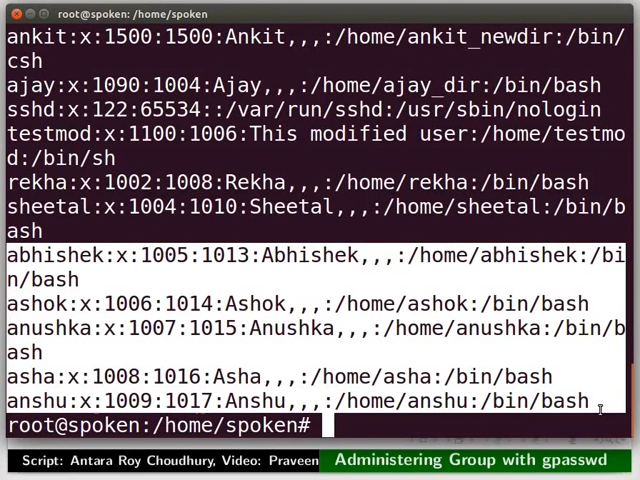 root@spoken: /home/spoken
ankit:x:1500:1500:Ankit,,,:/home/ankit_newdir:/bin/
csh
ajay:x:1090:1004:Ajay,,,:/home/ajay_dir:/bin/bash
sshd:x:122:65534::/var/run/sshd:/usr/sbin/nologin
testmod:x:1100:1006:This modified user:/home/testmo
d:/bin/sh
rekha:x:1002:1008:Rekha,,,:/home/rekha:/bin/bash
sheetal:x:1004:1010:Sheetal,,,:/home/sheetal:/bin/b
ash
abhishek:x:1005:1013:Abhishek,,,:/home/abhishek:/bi
n/bash
ashok:x:1006:1014:Ashok,,,:/home/ashok:/bin/bash
anushka:x:1007:1015:Anushka,,,:/home/anushka:/bin/b
ash
asha:x:1008:1016:Asha,,,:/home/asha:/bin/bash
anshu:x:1009:1017:Anshu,,,:/home/anshu:/bin/bash
root@spoken:/home/spoken#
Script: Antara Roy Choudhury, Video: Praveen
Administering Group with gpasswd